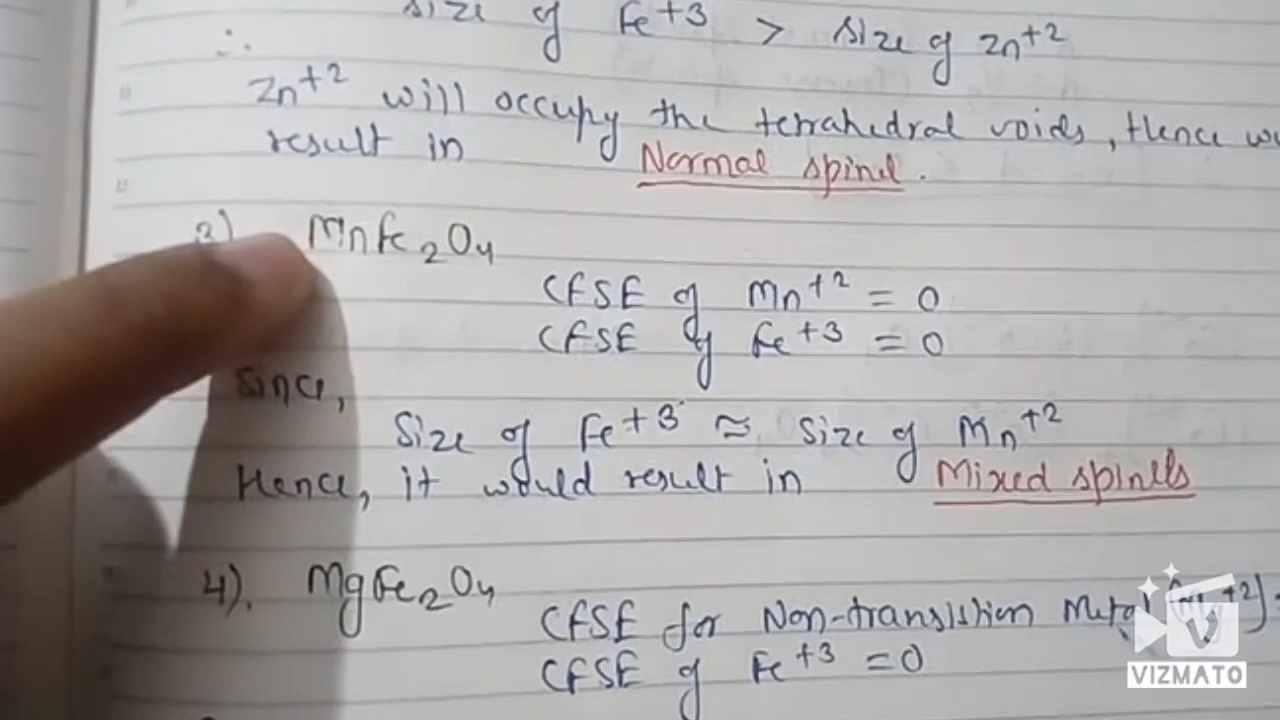 size of Fe+3 > size of Zn+2
∴
Zn+2 will occupy the tetrahedral voids, Hence
result in Normal spinel.
3) MnFe2O4
CFSE of Mn+2 = 0
CFSE of Fe+3 = 0
Since,
Size of Fe+3 ≈ size of Mn+2
Hence, it would result in Mixed spinels
4). MgFe2O4
CFSE for Non-transistion Metal
CFSE of Fe+3 = 0
VIZMATO